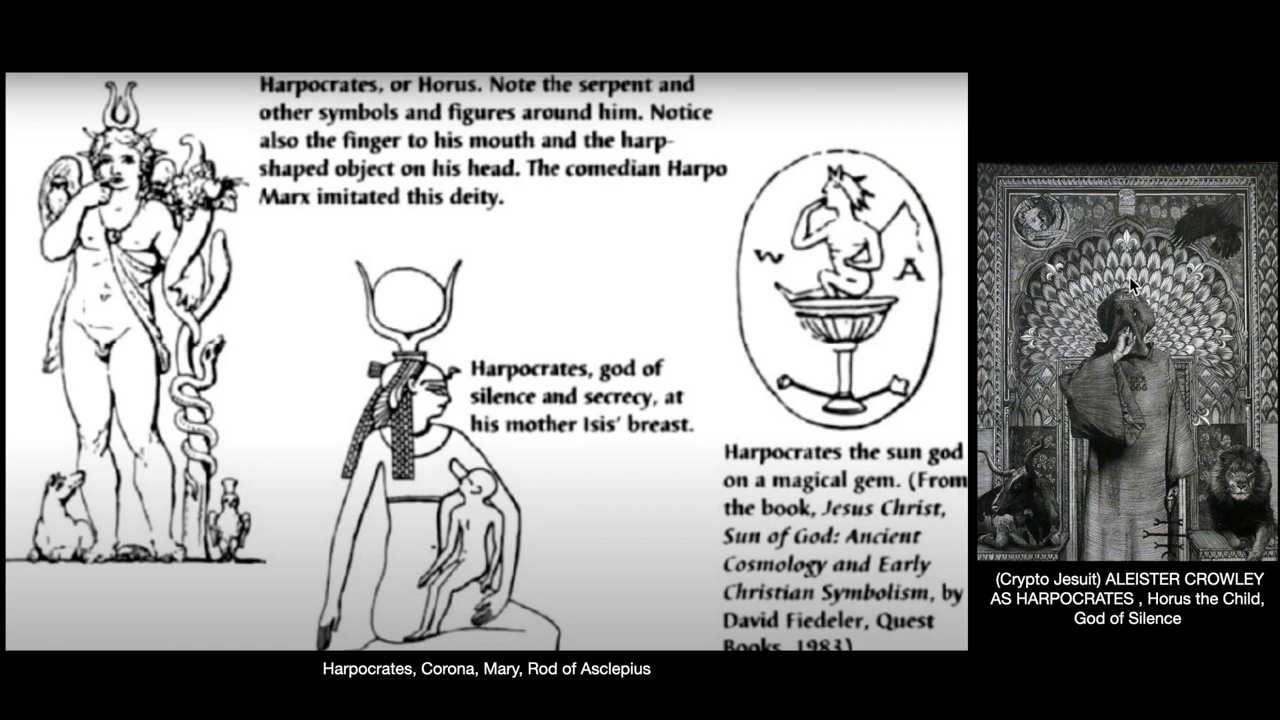 Harpocrates, or Horus. Note the serpent and
other symbols and figures around him. Notice
also the finger to his mouth and the harp-
shaped object on his head. The comedian Harpo
Marx imitated this deity.
W A
Harpocrates, god of
silence and secrecy, at
his mother Isis' breast.
Harpocrates the sun god
on a magical gem. (From
the book, Jesus Christ,
Sun of God: Ancient
Cosmology and Early
Christian Symbolism, by
David Fiedeler, Quest
Books, 1983)
666
(Crypto Jesuit) ALEISTER CROWLEY
AS HARPOCRATES , Horus the Child,
God of Silence
Harpocrates, Corona, Mary, Rod of Asclepius